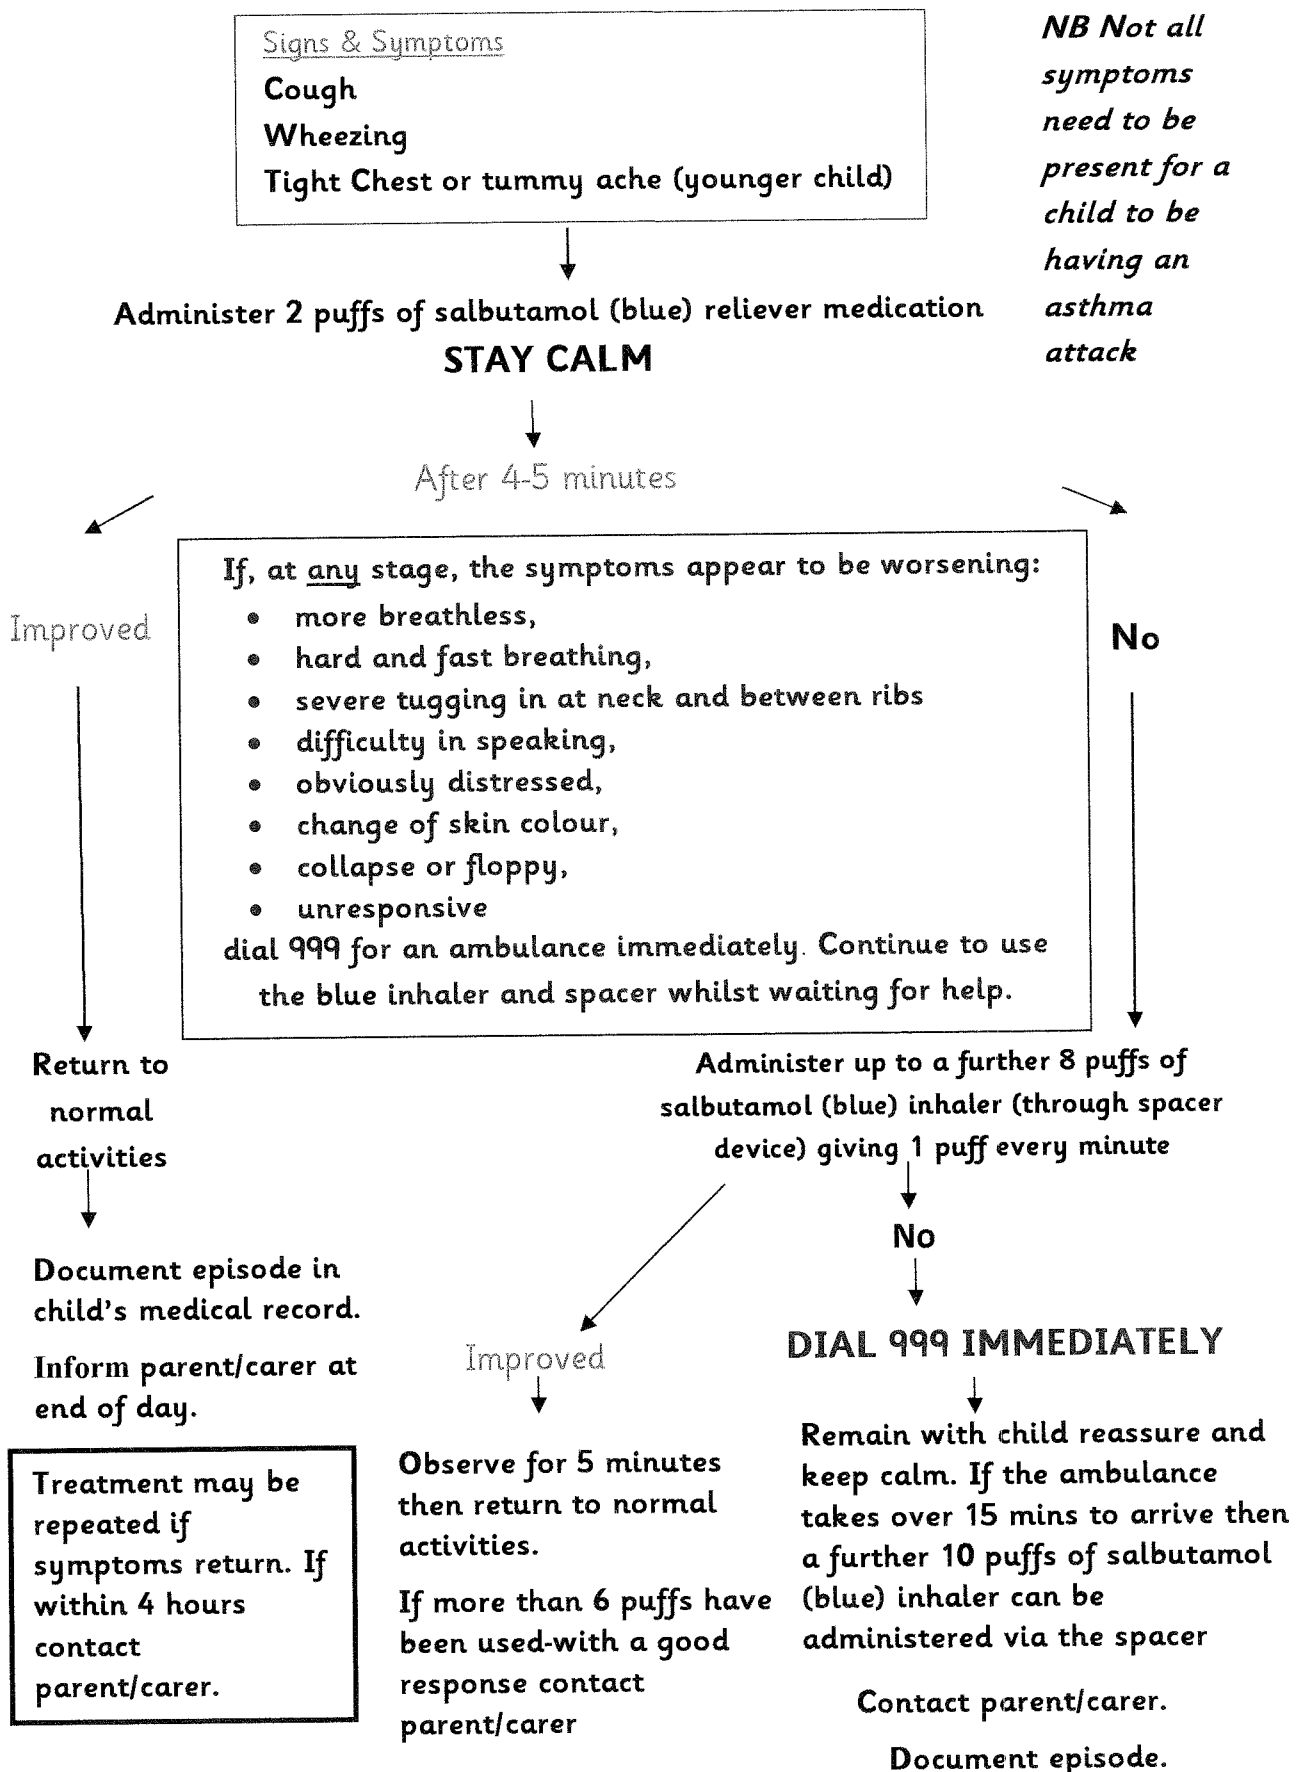 Signs & Symptoms
Cough
Wheezing
Tight Chest or tummy ache (younger child)
NB Not all
symptoms
need to be
present for a
child to be
having an
asthma
attack
Administer 2 puffs of salbutamol (blue) reliever medication
STAY CALM
After 4-5 minutes
Improved
If, at any stage, the symptoms appear to be worsening:
• more breathless,
• hard and fast breathing,
• severe tugging in at neck and between ribs
• difficulty in speaking,
• obviously distressed,
• change of skin colour,
• collapse or floppy,
• unresponsive
dial 999 for an ambulance immediately. Continue to use
the blue inhaler and spacer whilst waiting for help.
No
Return to
normal
activities
Document episode in
child's medical record.
Inform parent/carer at
end of day.
Treatment may be
repeated if
symptoms return. If
within 4 hours
contact
parent/carer.
Administer up to a further 8 puffs of
salbutamol (blue) inhaler (through spacer
device) giving 1 puff every minute
Improved
Observe for 5 minutes
then return to normal
activities.
If more than 6 puffs have
been used-with a good
response contact
parent/carer
No
DIAL 999 IMMEDIATELY
Remain with child reassure and
keep calm. If the ambulance
takes over 15 mins to arrive then
a further 10 puffs of salbutamol
(blue) inhaler can be
administered via the spacer
Contact parent/carer.
Document episode.